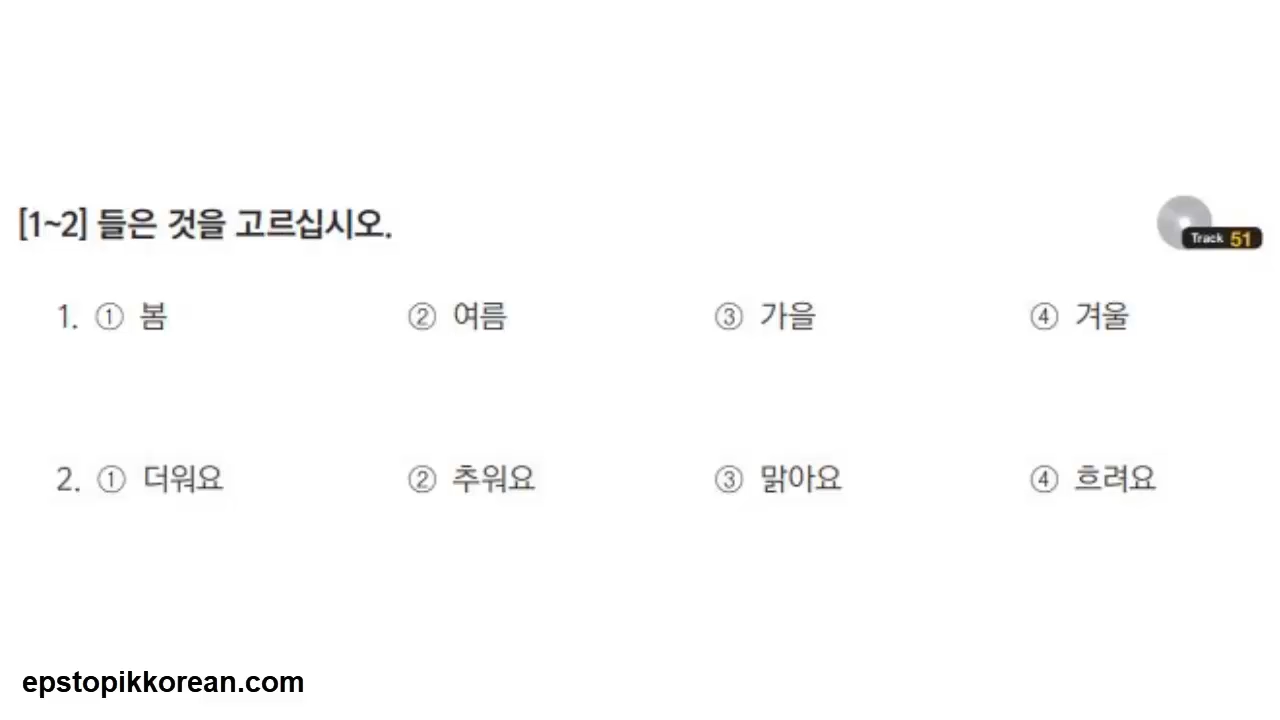 [1~2] 들은 것을 고르십시오.
Track 51
1. ① 봄 ② 여름 ③ 가을 ④ 겨울
2. ① 더워요 ② 추워요 ③ 맑아요 ④ 흐려요
epstopikkorean.com